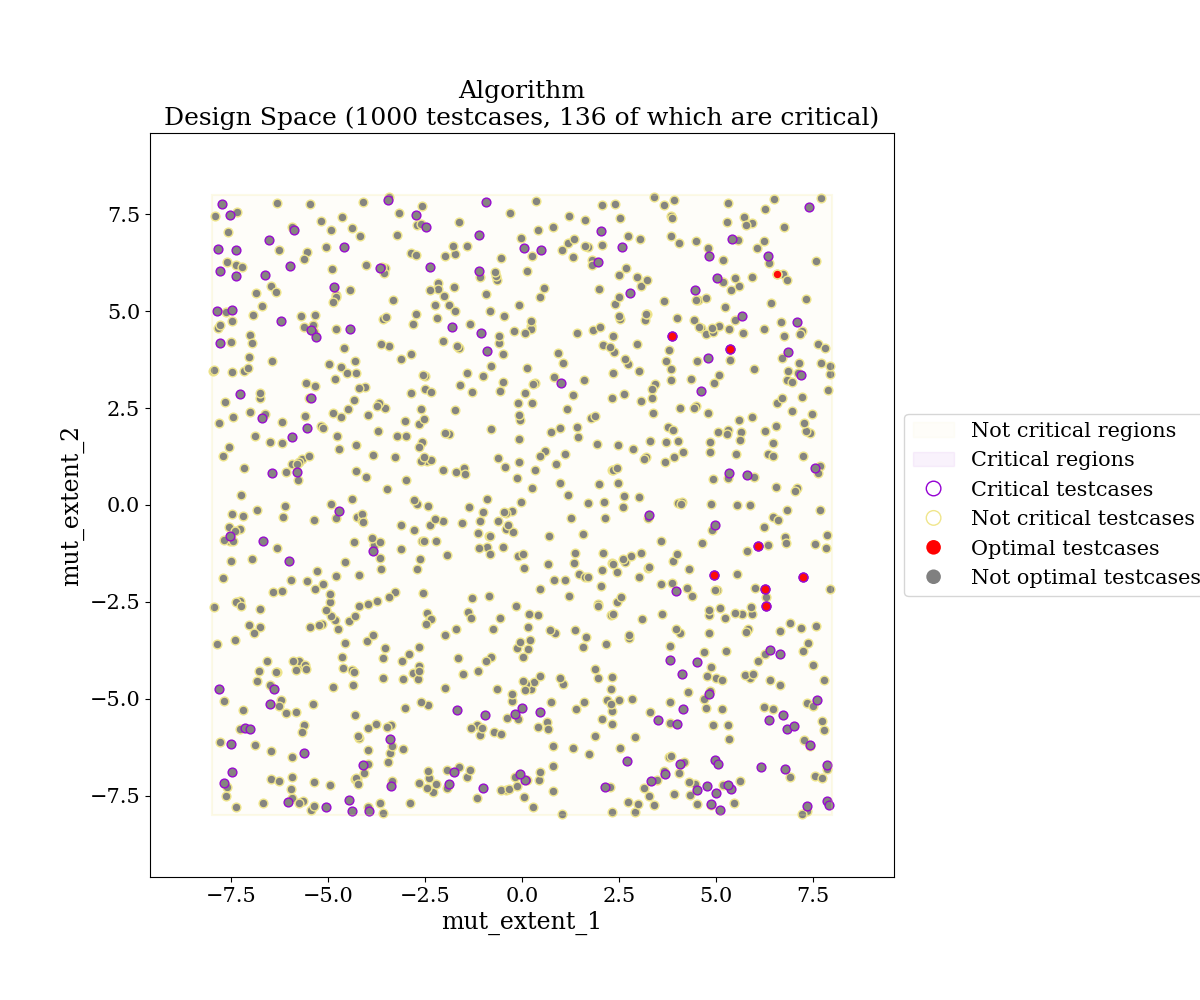 Algorithm
Design Space (1000 testcases, 136 of which are critical)
7.5
5.0
2.5
0.0
−2.5
−5.0
−7.5
mut_extent_2
−7.5 −5.0 −2.5 0.0 2.5 5.0 7.5
mut_extent_1
Not critical regions
Critical regions
Critical testcases
Not critical testcases
Optimal testcases
Not optimal testcases